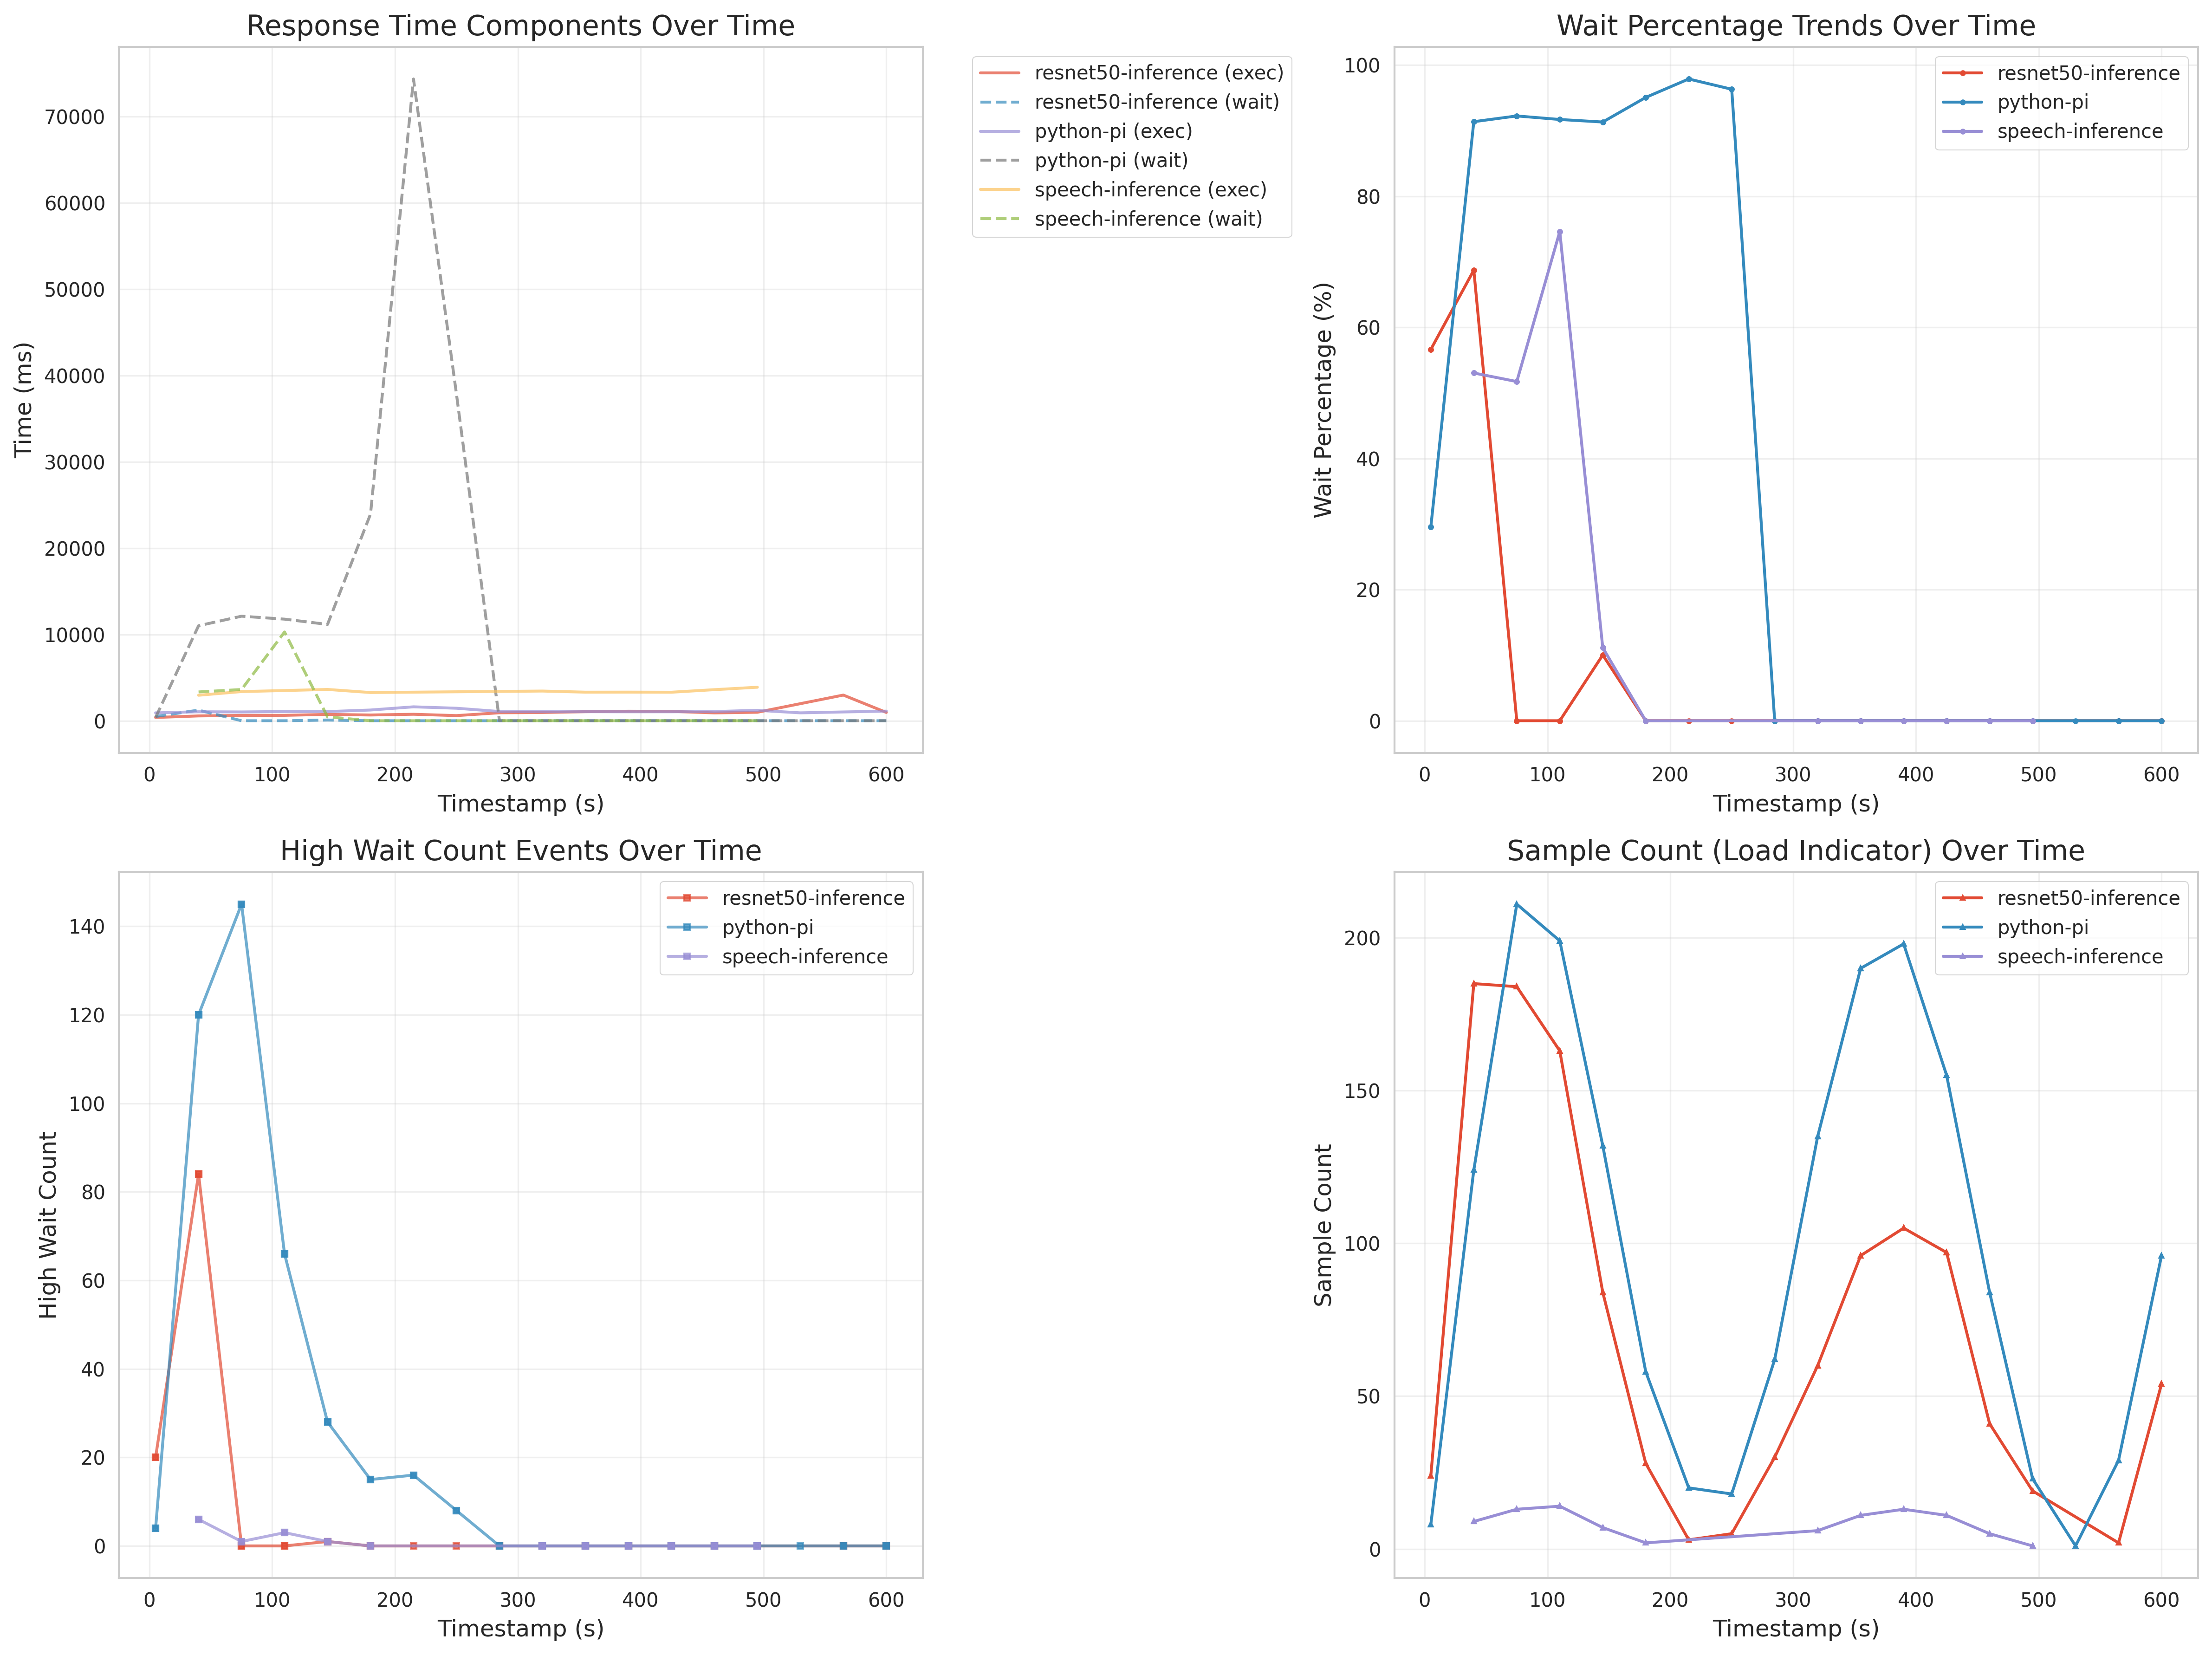 Response Time Components Over Time
Time (ms)
70000
60000
50000
40000
30000
20000
10000
0
0 100 200 300 400 500 600
Timestamp (s)
resnet50-inference (exec)
resnet50-inference (wait)
python-pi (exec)
python-pi (wait)
speech-inference (exec)
speech-inference (wait)
Wait Percentage Trends Over Time
Wait Percentage (%)
100
80
60
40
20
0
0 100 200 300 400 500 600
Timestamp (s)
resnet50-inference
python-pi
speech-inference
High Wait Count Events Over Time
High Wait Count
140
120
100
80
60
40
20
0
0 100 200 300 400 500 600
Timestamp (s)
resnet50-inference
python-pi
speech-inference
Sample Count (Load Indicator) Over Time
Sample Count
200
150
100
50
0
0 100 200 300 400 500 600
Timestamp (s)
resnet50-inference
python-pi
speech-inference